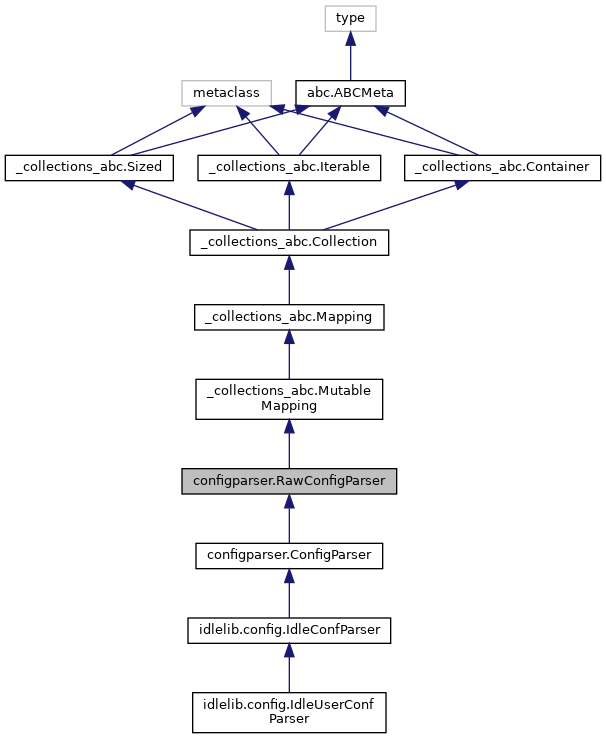 type
metaclass
abc.ABCMeta
_collections_abc.Sized
_collections_abc.Iterable
_collections_abc.Container
_collections_abc.Collection
_collections_abc.Mapping
_collections_abc.Mutable
Mapping
configparser.RawConfigParser
configparser.ConfigParser
idlelib.config.IdleConfParser
idlelib.config.IdleUserConf
Parser